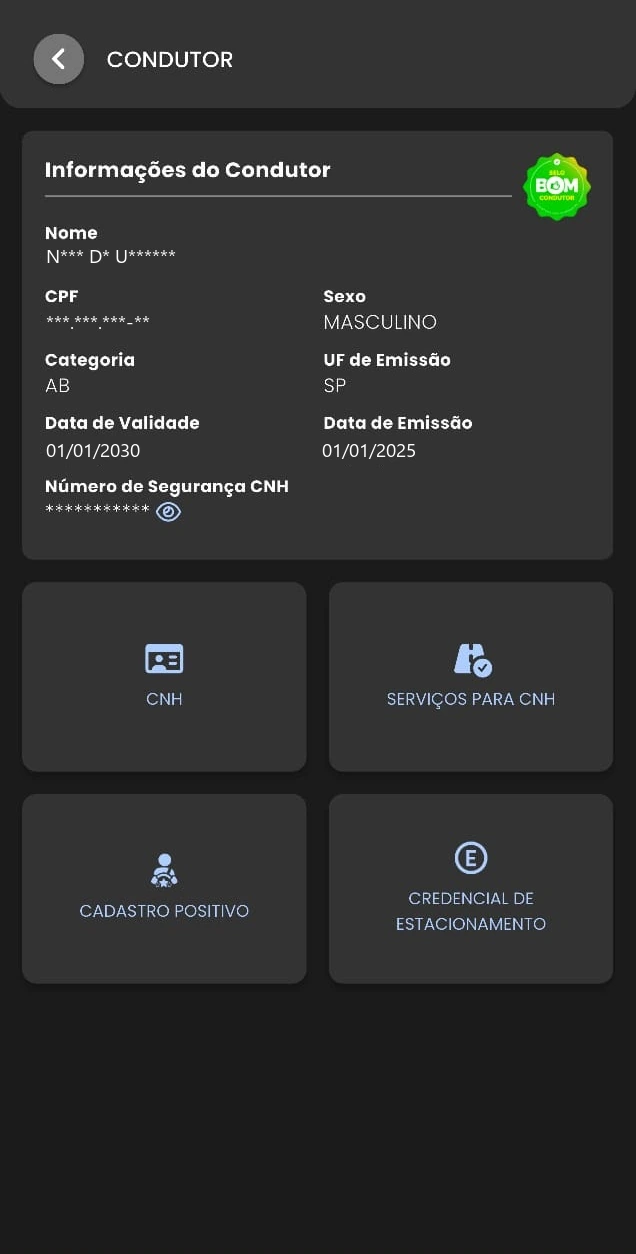 CONDUTOR
Informações do Condutor
SELO
BOM
CONDUTOR
Nome
N*** D* U******
CPF
***.***.***-**
Sexo
MASCULINO
Categoria
AB
UF de Emissão
SP
Data de Validade
01/01/2030
Data de Emissão
01/01/2025
Número de Segurança CNH
***********
CNH
SERVIÇOS PARA CNH
CADASTRO POSITIVO
E
CREDENCIAL DE
ESTACIONAMENTO